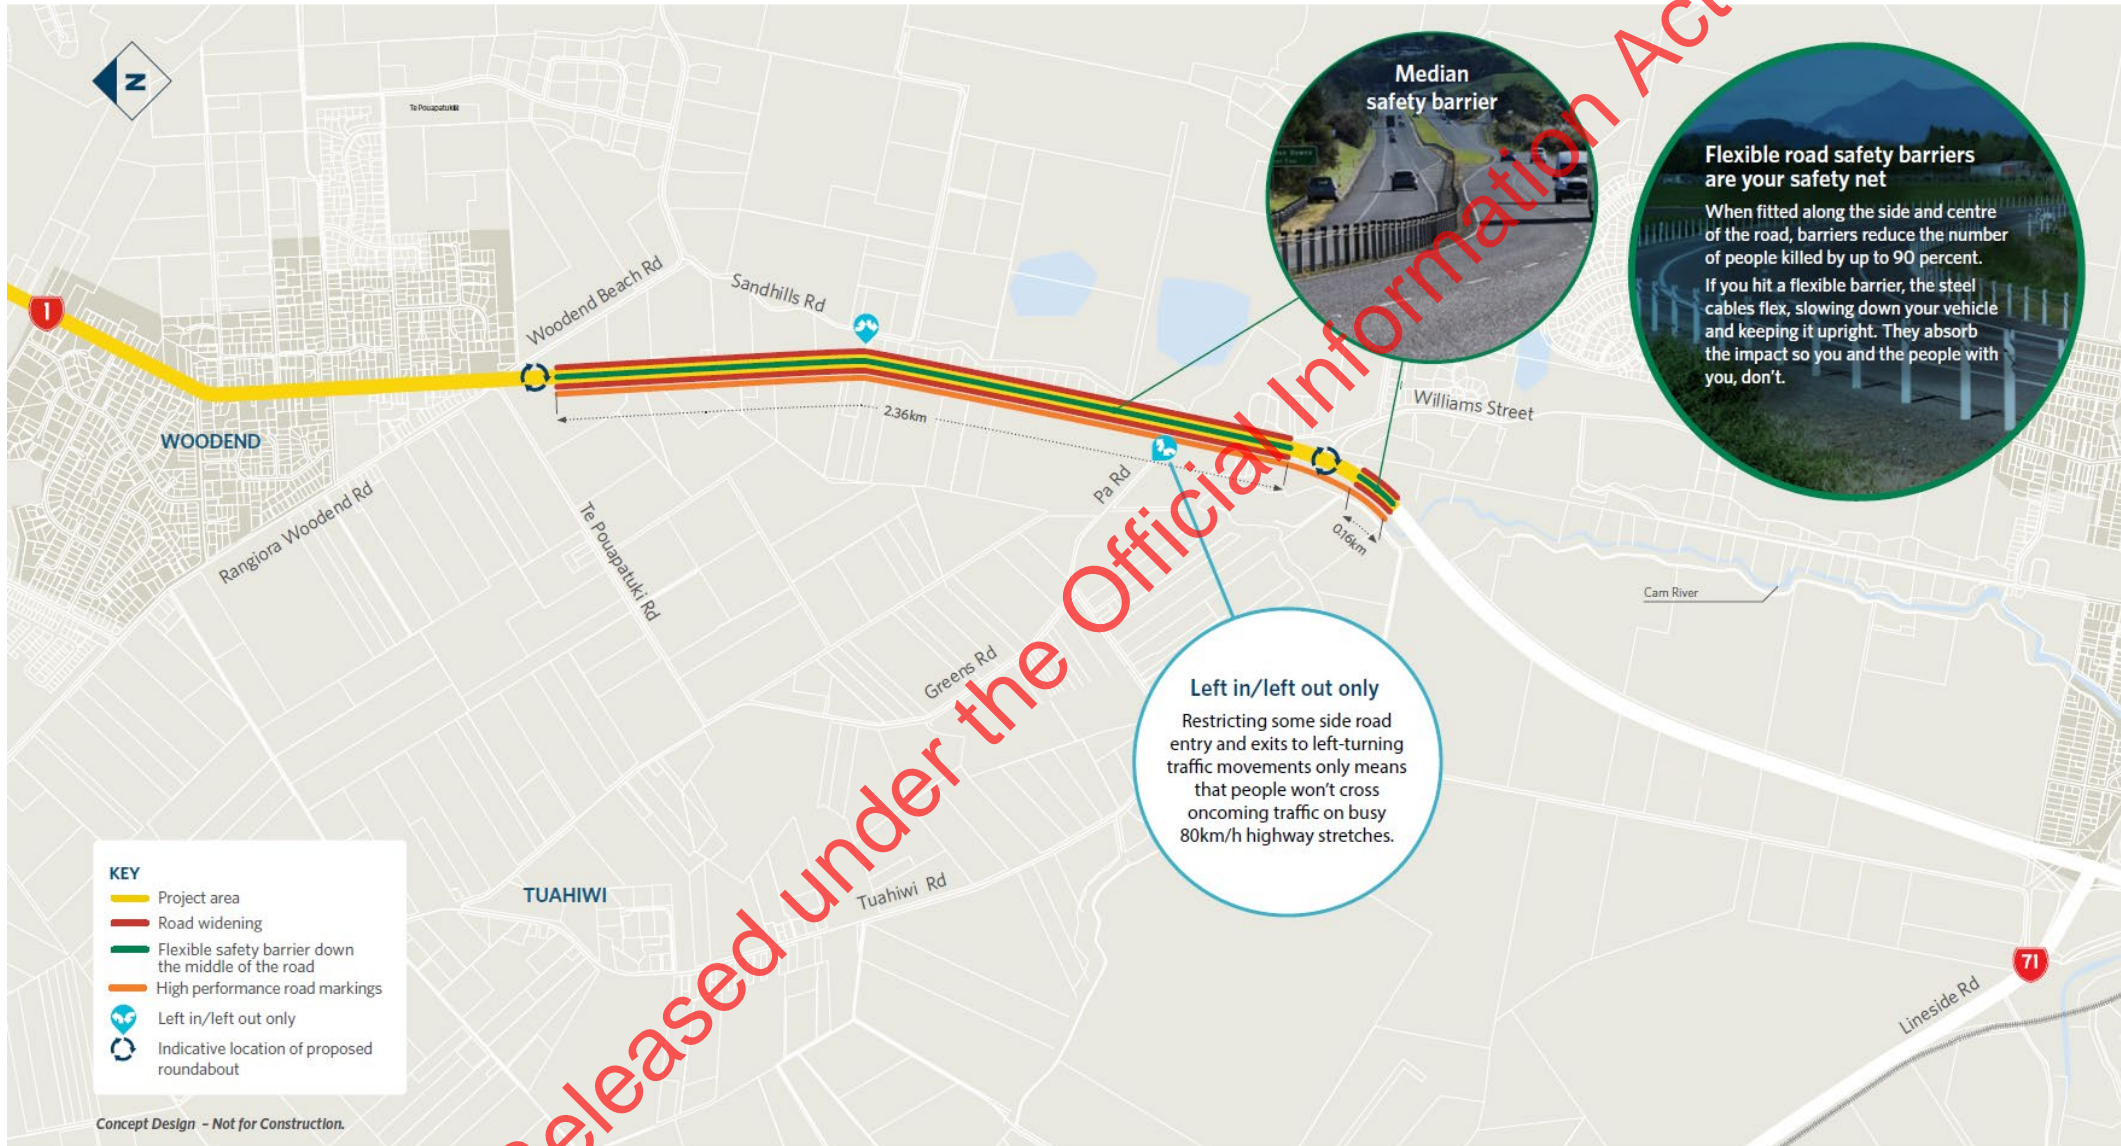 N
Te Pouapatukiki
Median
safety barrier
Flexible road safety barriers
are your safety net
When fitted along the side and centre
of the road, barriers reduce the number
of people killed by up to 90 percent.
If you hit a flexible barrier, the steel
cables flex, slowing down your vehicle
and keeping it upright. They absorb
the impact so you and the people with
you, don't.
1
Woodend Beach Rd
Sandhills Rd
Williams Street
2.36km
WOODEND
Pa Rd
Rangiora Woodend Rd
Te Pouapatuki Rd
0.16km
Cam River
Greens Rd
Left in/left out only
Restricting some side road
entry and exits to left-turning
traffic movements only means
that people won't cross
oncoming traffic on busy
80km/h highway stretches.
KEY
Project area
Road widening
Flexible safety barrier down
the middle of the road
High performance road markings
Left in/left out only
Indicative location of proposed
roundabout
TUAHIWI
Tuahiwi Rd
71
Lineside Rd
Concept Design – Not for Construction.
Released under the Official Information Act